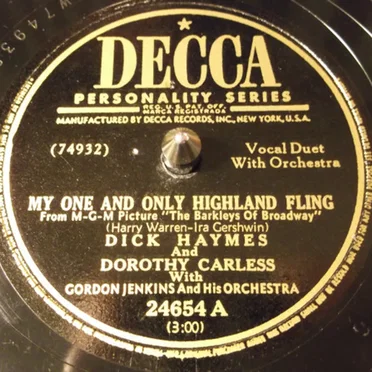 DECCA
PERSONALITY SERIES
REG. U.S. PAT. OFF.
MARCA REGISTRADA
MANUFACTURED BY DECCA RECORDS, INC., NEW YORK, U.S.A.
(74932)
Vocal Duet
With Orchestra
MY ONE AND ONLY HIGHLAND FLING
From M-G-M Picture "The Barkleys Of Broadway"
(Harry Warren-Ira Gershwin)
DICK HAYMES
And
DOROTHY CARLESS
With
GORDON JENKINS And His ORCHESTRA
24654 A
(3:00)